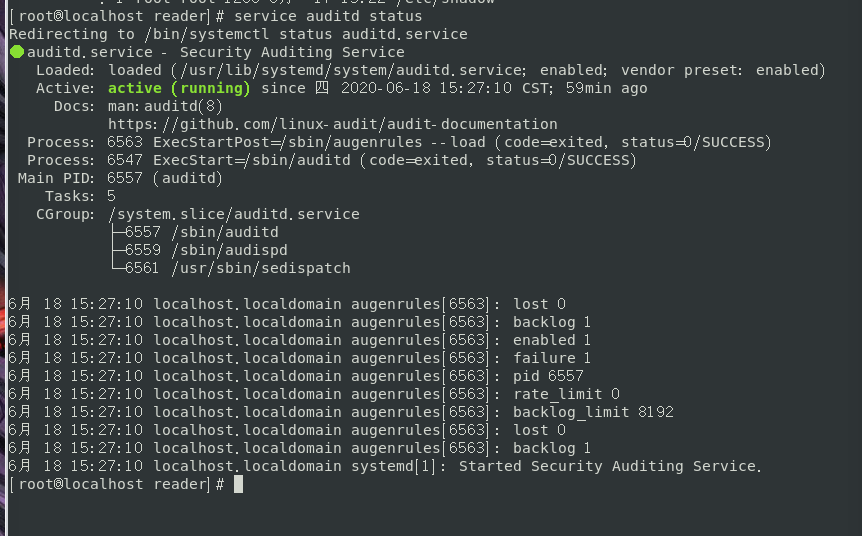 /etc/shadow
[root@localhost reader]# service auditd status
Redirecting to /bin/systemctl status auditd.service
auditd.service - Security Auditing Service
Loaded: loaded (/usr/lib/systemd/system/auditd.service; enabled; vendor preset: enabled)
Active: active (running) since 四 2020-06-18 15:27:10 CST; 59min ago
Docs: man:auditd(8)
https://github.com/linux-audit/audit-documentation
Process: 6563 ExecStartPost=/sbin/augenrules --load (code=exited, status=0/SUCCESS)
Process: 6547 ExecStart=/sbin/auditd (code=exited, status=0/SUCCESS)
Main PID: 6557 (auditd)
Tasks: 5
CGroup: /system.slice/auditd.service
├─6557 /sbin/auditd
├─6559 /sbin/audispd
└─6561 /usr/sbin/sedispatch
6月 18 15:27:10 localhost.localdomain augenrules[6563]: lost 0
6月 18 15:27:10 localhost.localdomain augenrules[6563]: backlog 1
6月 18 15:27:10 localhost.localdomain augenrules[6563]: enabled 1
6月 18 15:27:10 localhost.localdomain augenrules[6563]: failure 1
6月 18 15:27:10 localhost.localdomain augenrules[6563]: pid 6557
6月 18 15:27:10 localhost.localdomain augenrules[6563]: rate_limit 0
6月 18 15:27:10 localhost.localdomain augenrules[6563]: backlog_limit 8192
6月 18 15:27:10 localhost.localdomain augenrules[6563]: lost 0
6月 18 15:27:10 localhost.localdomain augenrules[6563]: backlog 1
6月 18 15:27:10 localhost.localdomain systemd[1]: Started Security Auditing Service.
[root@localhost reader]#